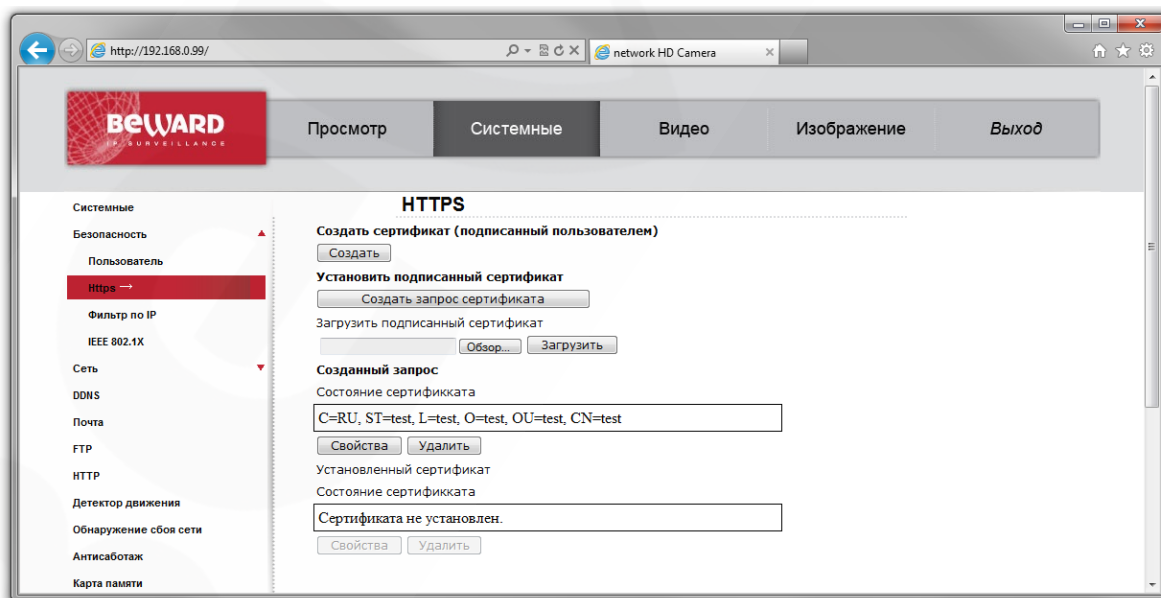 http://192.168.0.99/
network HD Camera
BEWARD
IP SURVEILLANCE
Просмотр Системные Видео Изображение Выход
Системные
Безопасность
Пользователь
Https →
Фильтр по IP
IEEE 802.1X
Сеть
DDNS
Почта
FTP
HTTP
Детектор движения
Обнаружение сбоя сети
Антисаботаж
Карта памяти
HTTPS
Создать сертификат (подписанный пользователем)
Создать
Установить подписанный сертификат
Создать запрос сертификата
Загрузить подписанный сертификат
Обзор... Загрузить
Созданный запрос
Состояние сертификката
C=RU, ST=test, L=test, O=test, OU=test, CN=test
Свойства Удалить
Установленный сертификат
Состояние сертификката
Сертификата не установлен.
Свойства Удалить